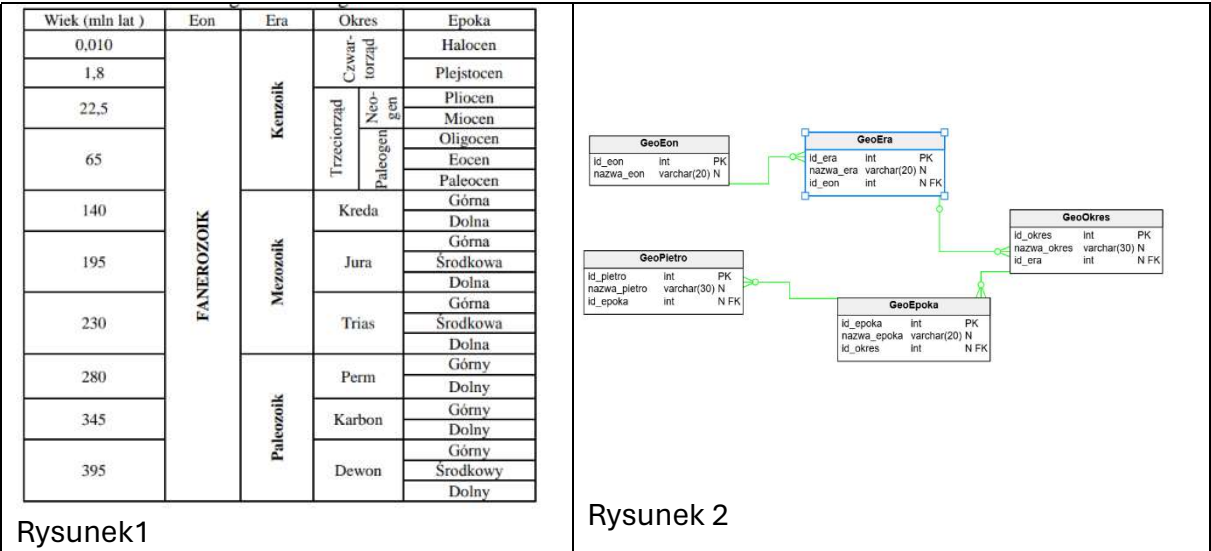 Wiek (mln lat ) Eon Era Okres Epoka
0,010 FANEROZOIK Kenzoik Czwar-torząd Halocen
1,8 Plejstocen
22,5 Trzeciorząd Neo-gen Pliocen
Miocen
65 Paleogen Oligocen
Eocen
Paleocen
140 Mezozoik Kreda Górna
Dolna
195 Jura Górna
Środkowa
Dolna
230 Trias Górna
Środkowa
Dolna
280 Paleozoik Perm Górny
Dolny
345 Karbon Górny
Dolny
395 Dewon Górny
Środkowy
Dolny
Rysunek1
GeoEon
id_eon int PK
nazwa_eon varchar(20) N
GeoEra
id_era int PK
nazwa_era varchar(20) N
id_eon int N FK
GeoOkres
id_okres int PK
nazwa_okres varchar(30) N
id_era int N FK
GeoPietro
id_pietro int PK
nazwa_pietro varchar(30) N
id_epoka int N FK
GeoEpoka
id_epoka int PK
nazwa_epoka varchar(20) N
id_okres int N FK
Rysunek 2